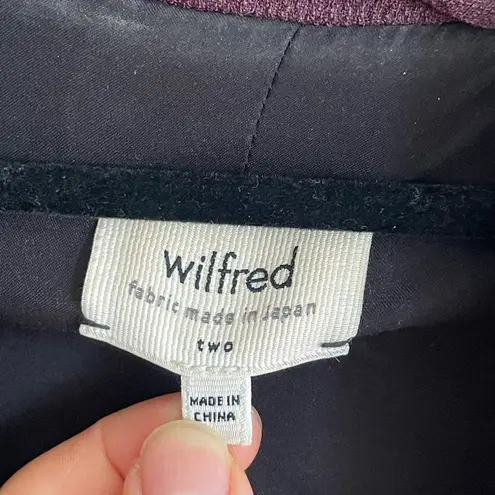 wilfred
fabric made in Japan
two
MADE IN
CHINA